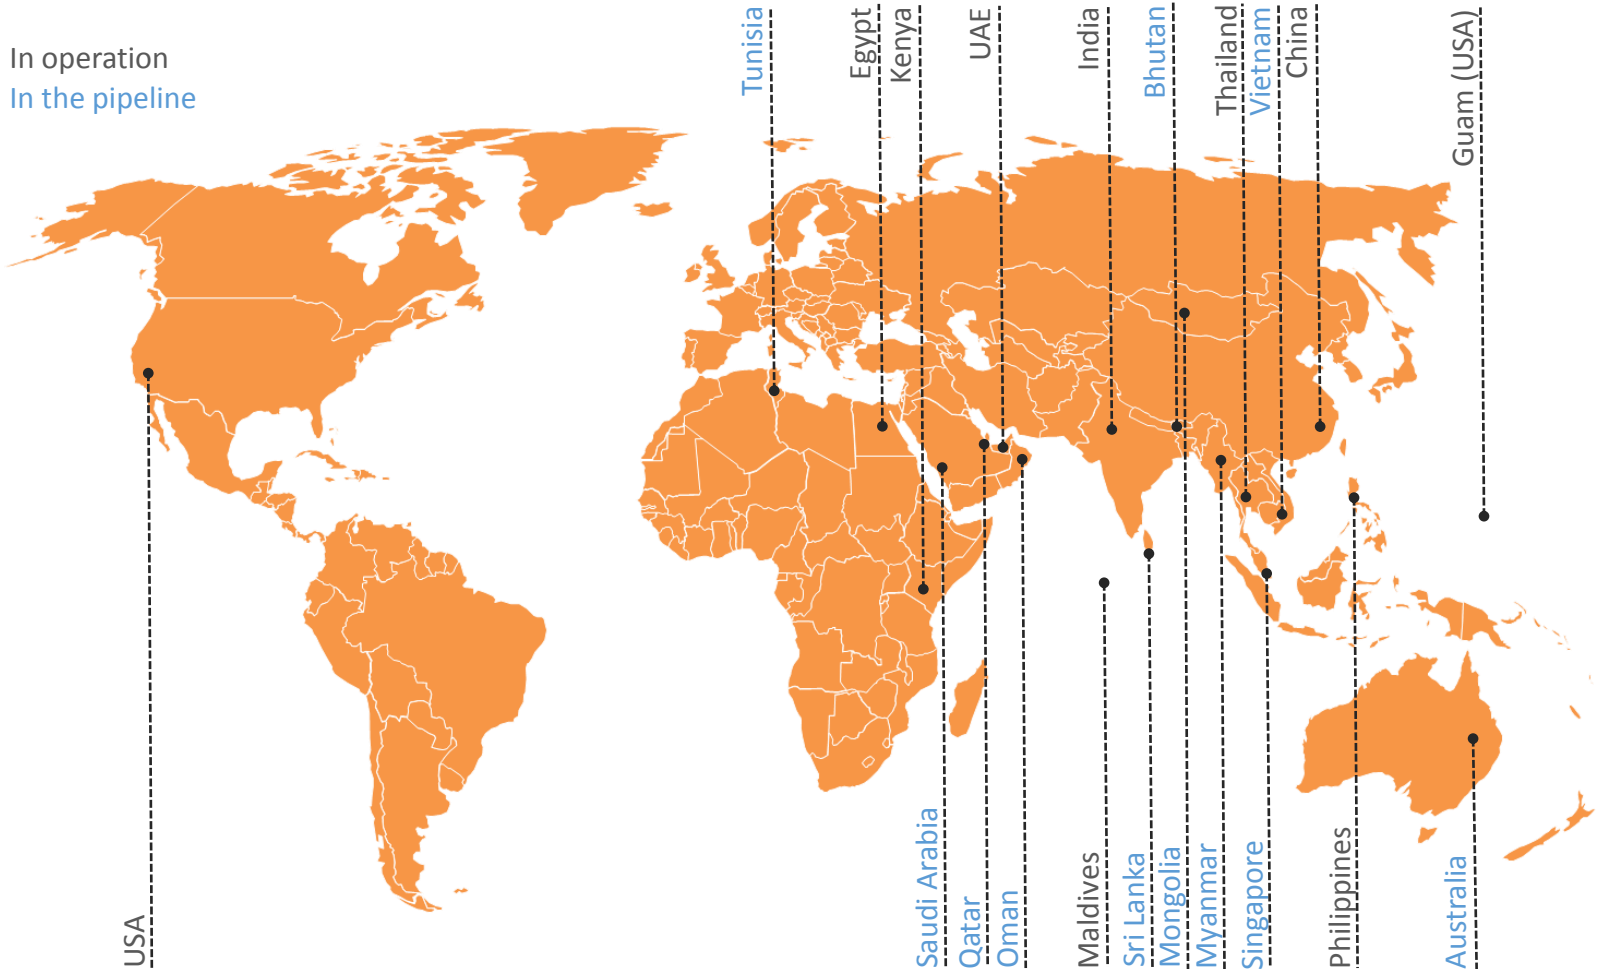 In operation
In the pipeline
Tunisia
Egypt
Kenya
UAE
India
Bhutan
Thailand
Vietnam
China
Guam (USA)
USA
Saudi Arabia
Qatar
Oman
Maldives
Sri Lanka
Mongolia
Myanmar
Singapore
Philippines
Australia